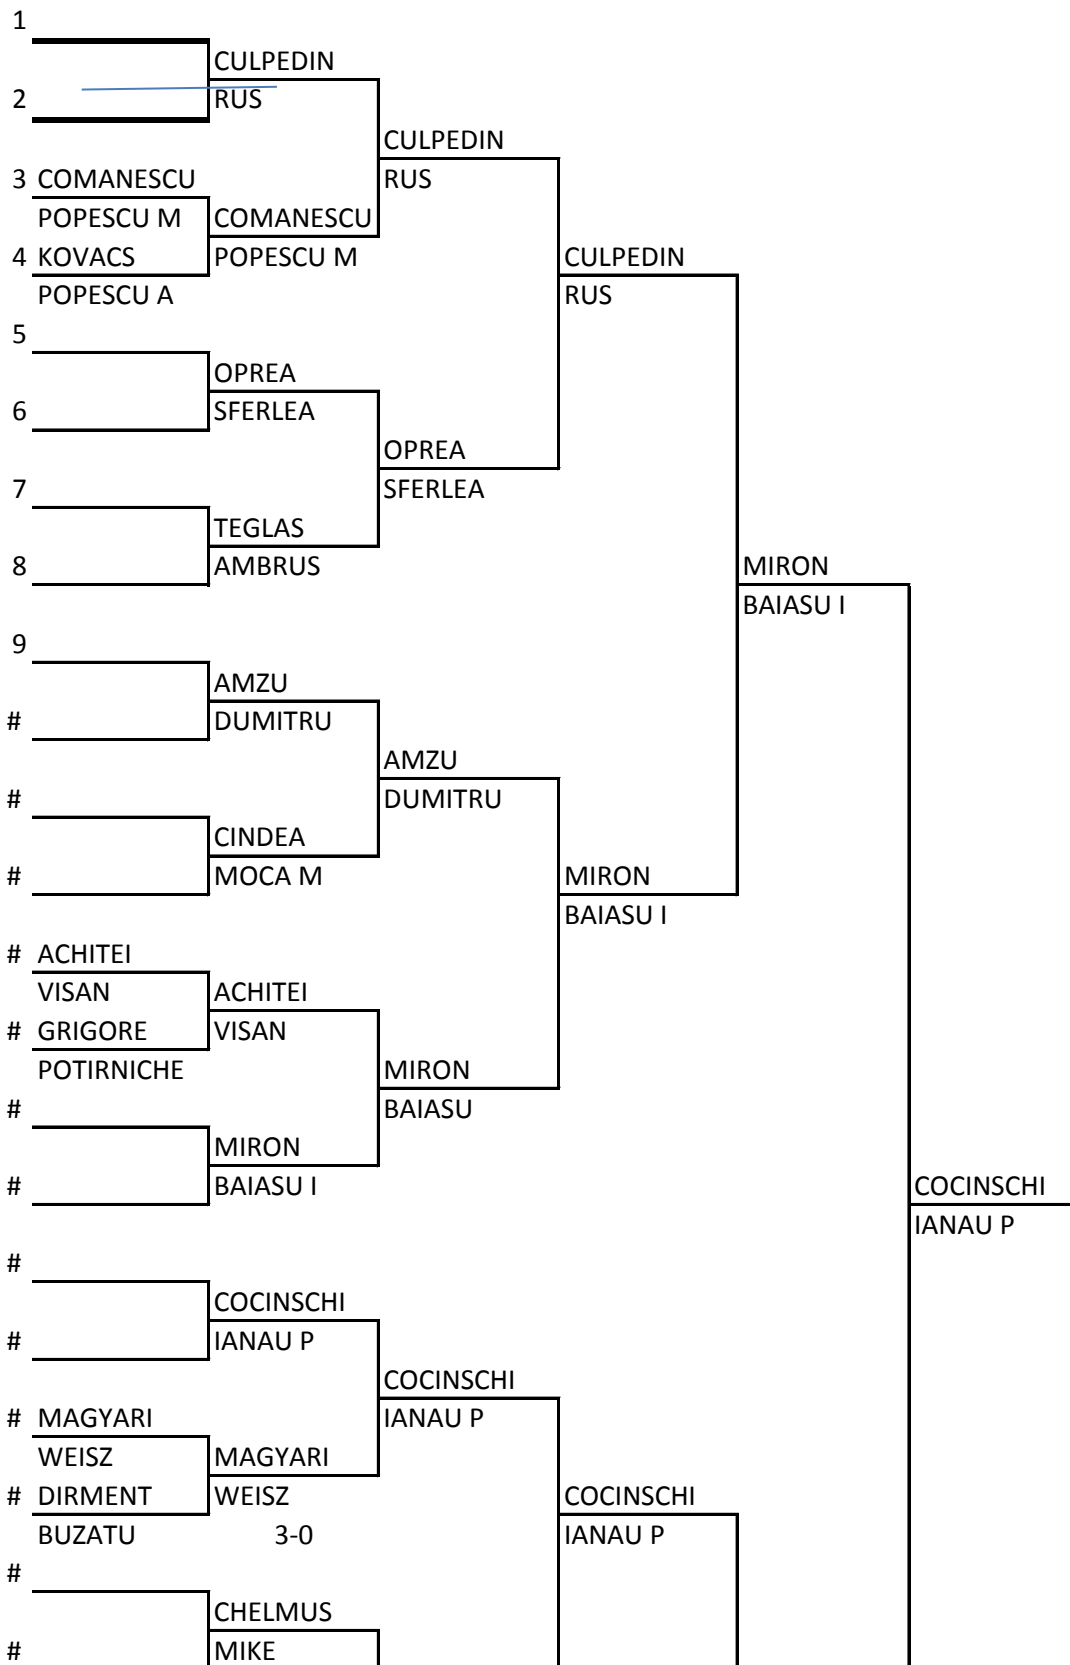 1
CULPEDIN
2 RUS
CULPEDIN
3 COMANESCU RUS
POPESCU M COMANESCU
4 KOVACS POPESCU M CULPEDIN
POPESCU A RUS
5
OPREA
6 SFERLEA
OPREA
7 SFERLEA
TEGLAS
8 AMBRUS MIRON
BAIASU I
9
AMZU
# DUMITRU
AMZU
# DUMITRU
CINDEA
# MOCA M MIRON
BAIASU I
# ACHITEI
VISAN ACHITEI
# GRIGORE VISAN
POTIRNICHE MIRON
# BAIASU
MIRON
# BAIASU I COCINSCHI
IANAU P
#
COCINSCHI
# IANAU P
COCINSCHI
# MAGYARI IANAU P
WEISZ MAGYARI
# DIRMENT WEISZ COCINSCHI
BUZATU 3-0 IANAU P
#
CHELMUS
# MIKE